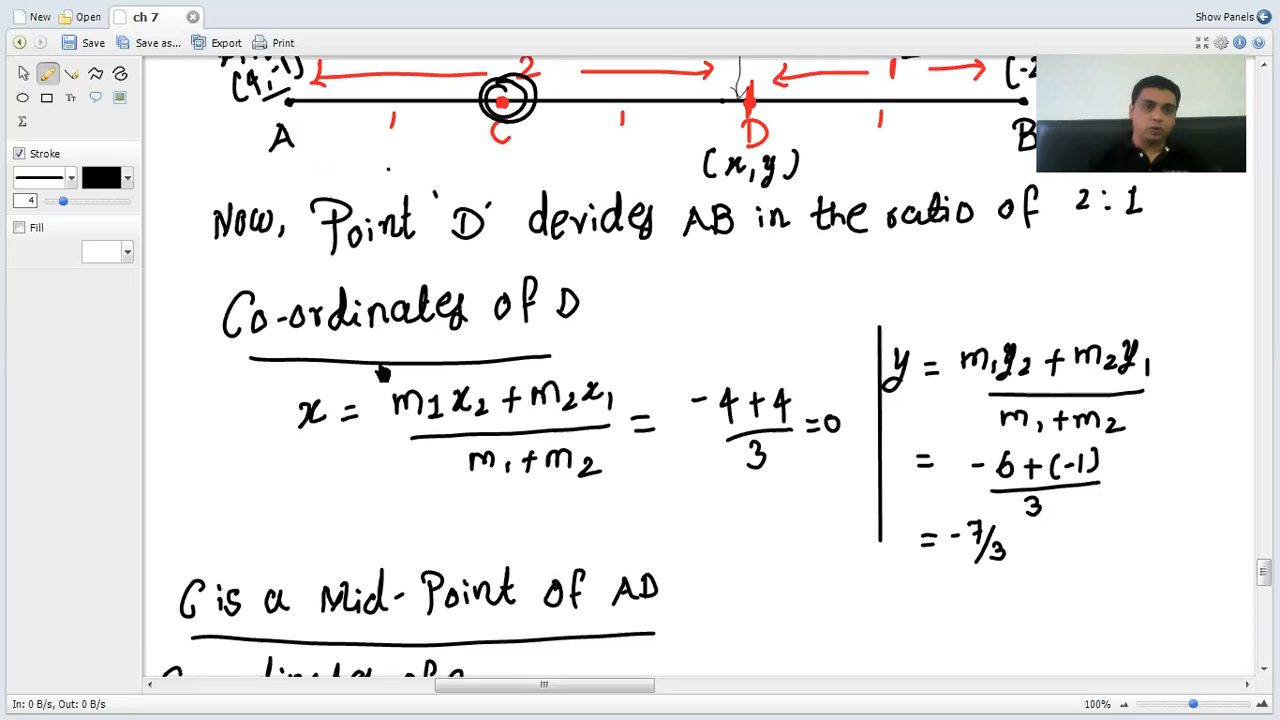 New Open ch 7 Show Panels
Save Save as... Export Print
2 1
(4, -1) (-2
1 C 1 D 1
A B
(x, y)
Stroke
4
Fill
Now, Point 'D' devides AB in the ratio of 2:1
Co-ordinates of D
x = m1x2 + m2x1 / m1+m2 = -4+4 / 3 = 0
y = m1y2 + m2y1 / m1+m2
= -6+(-1) / 3
= -7/3
C is a Mid-Point of AD
In: 0 B/s, Out: 0 B/s 100%